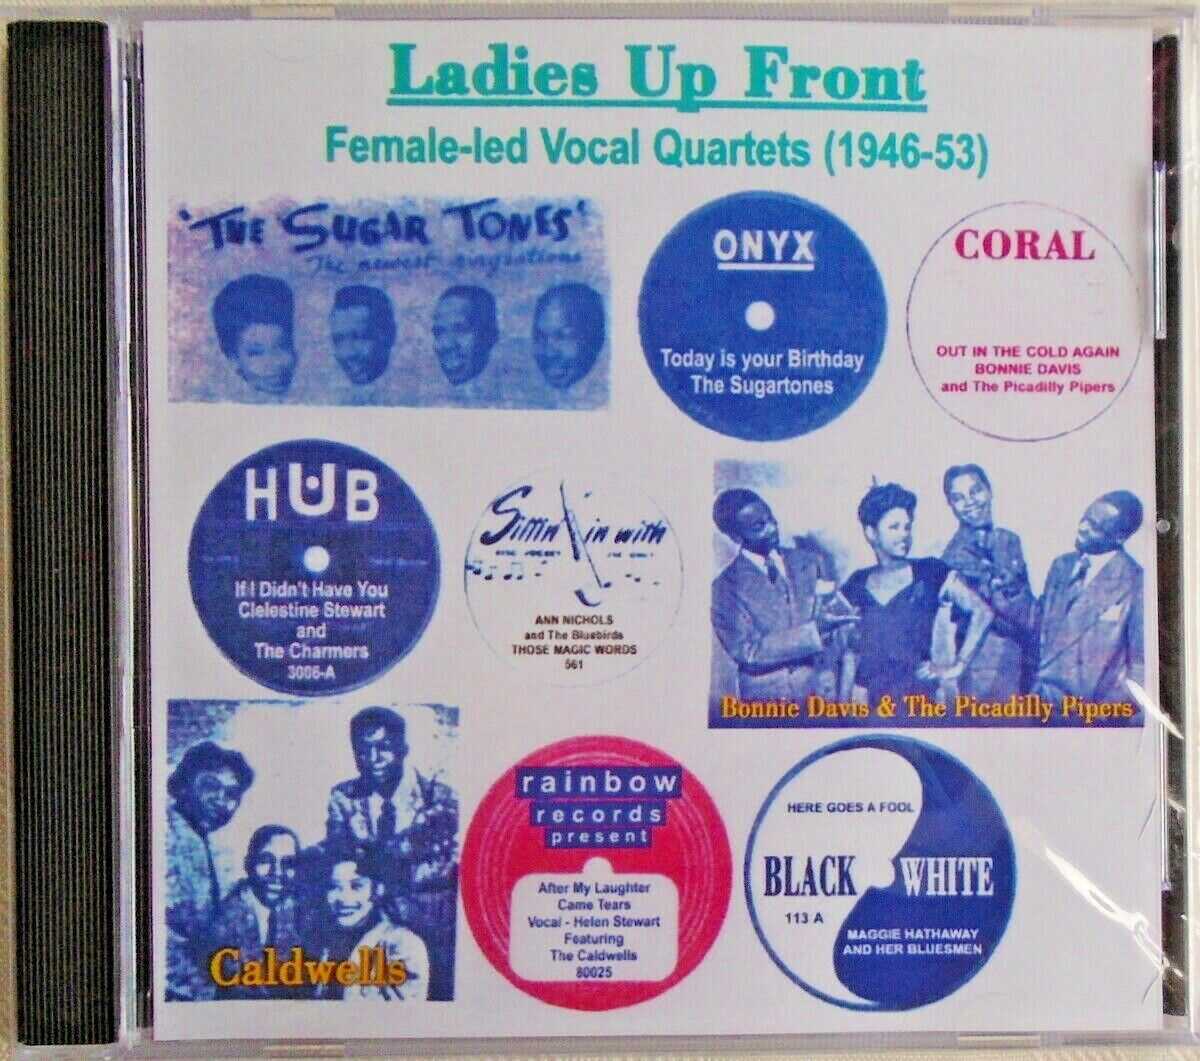 Ladies Up Front
Female-led Vocal Quartets (1946-53)
'THE SUGAR TONES'
The newest singsations
ONYX
Today is your Birthday
The Sugartones
CORAL
OUT IN THE COLD AGAIN
BONNIE DAVIS
and The Picadilly Pipers
HUB
If I Didn't Have You
Clelestine Stewart
and
The Charmers
3006-A
Sittin in with
ANN NICHOLS
and The Bluebirds
THOSE MAGIC WORDS
561
Bonnie Davis & The Picadilly Pipers
Caldwells
rainbow
records
present
After My Laughter
Came Tears
Vocal - Helen Stewart
Featuring
The Caldwells
80025
HERE GOES A FOOL
BLACK WHITE
113 A
MAGGIE HATHAWAY
AND HER BLUESMEN